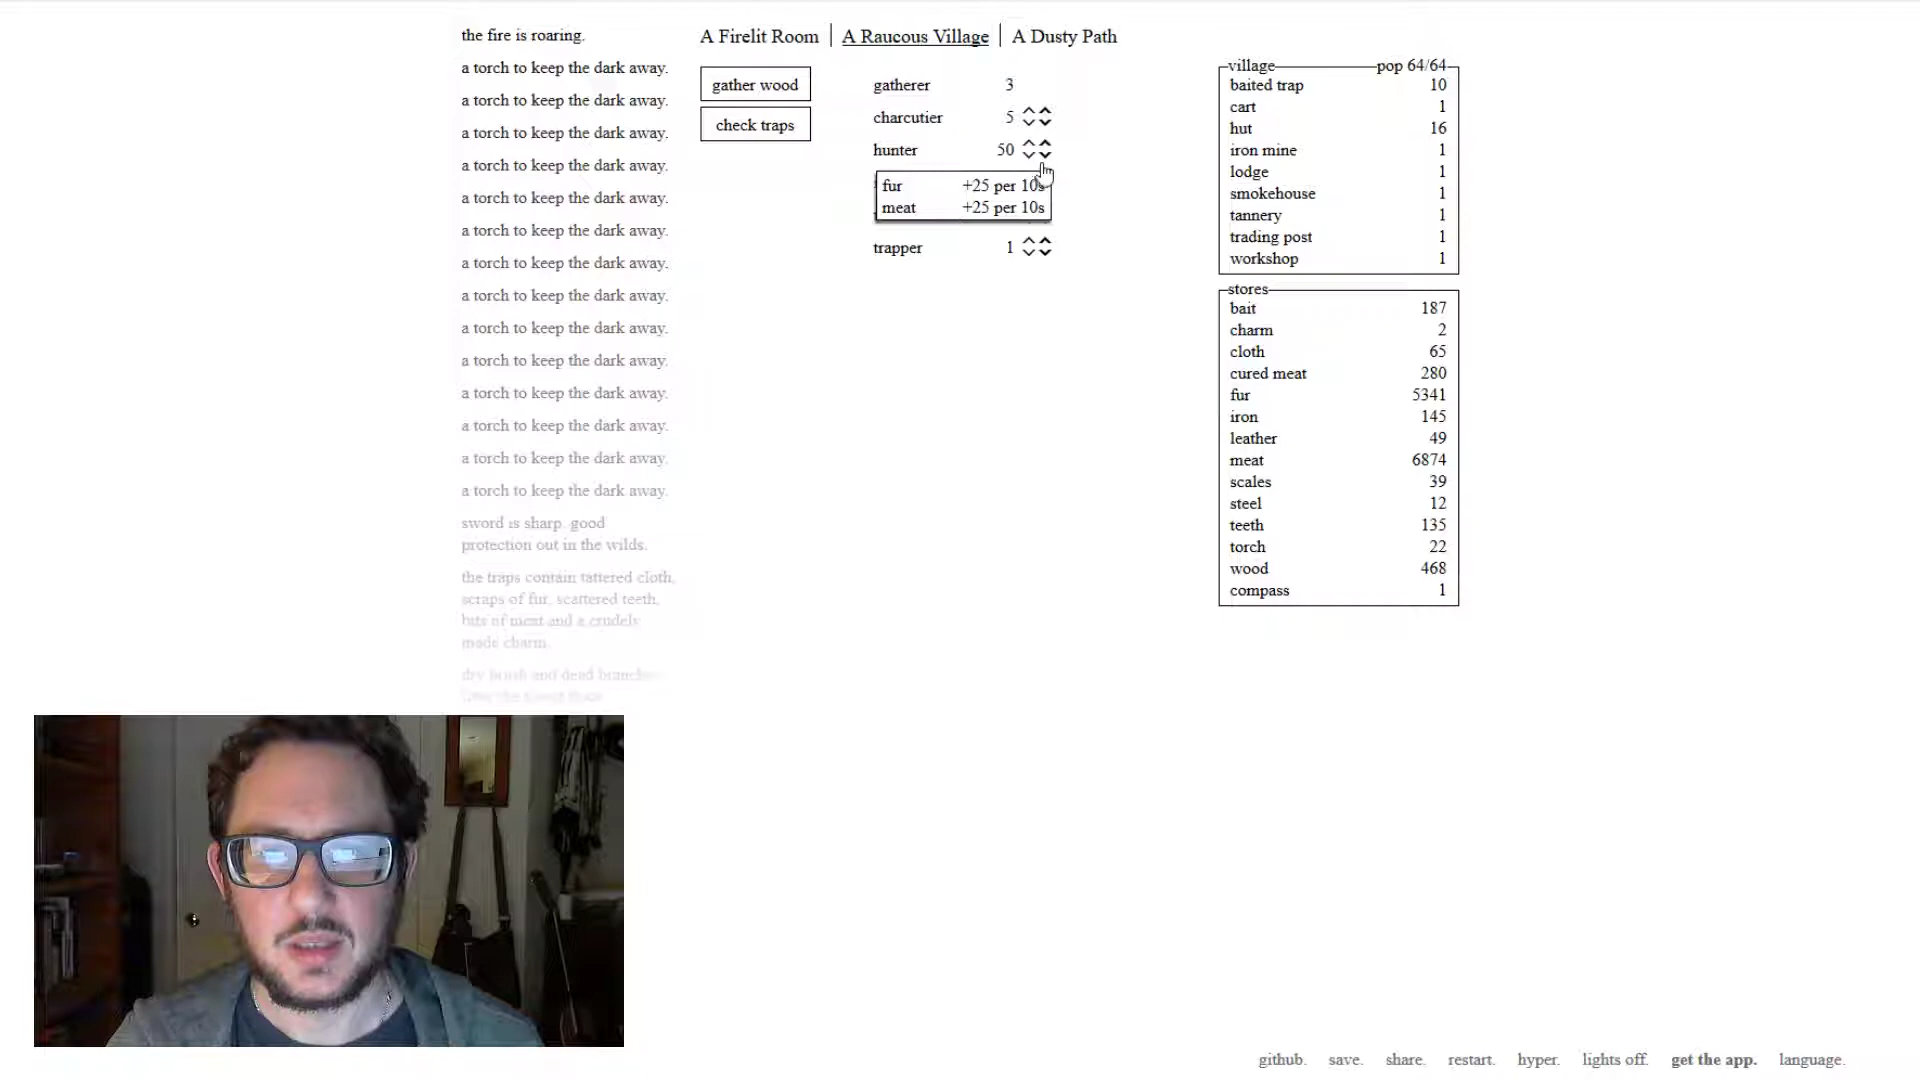 the fire is roaring.
a torch to keep the dark away.
a torch to keep the dark away.
a torch to keep the dark away.
a torch to keep the dark away.
a torch to keep the dark away.
a torch to keep the dark away.
a torch to keep the dark away.
a torch to keep the dark away.
a torch to keep the dark away.
a torch to keep the dark away.
a torch to keep the dark away.
a torch to keep the dark away.
a torch to keep the dark away.
a torch to keep the dark away.
sword is sharp. good
protection out in the wilds.
the traps contain tattered cloth,
scraps of fur, scattered teeth,
bits of meat and a crudely
made charm.
dry brush and dead branches
A Firelit Room
A Raucous Village
A Dusty Path
gather wood
check traps
gatherer 3
charcutier 5
hunter 50
fur +25 per 10s
meat +25 per 10s
trapper 1
village pop 64/64
baited trap 10
cart 1
hut 16
iron mine 1
lodge 1
smokehouse 1
tannery 1
trading post 1
workshop 1
stores
bait 187
charm 2
cloth 65
cured meat 280
fur 5341
iron 145
leather 49
meat 6874
scales 39
steel 12
teeth 135
torch 22
wood 468
compass 1
github. save. share. restart. hyper. lights off. get the app. language.